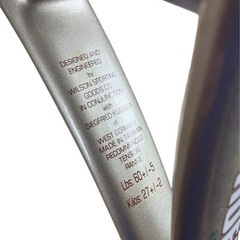 DESIGNED AND
ENGINEERED
by
WILSON SPORTING
GOODS CO.
IN CONJUNCTION
with
SIEGFRIED KUEBLER
of
WEST GERMANY
MADE IN TAIWAN
RECOMMENDED
TENSION
RANGE
Lbs: 60+/-5
Kilos: 27+/-2